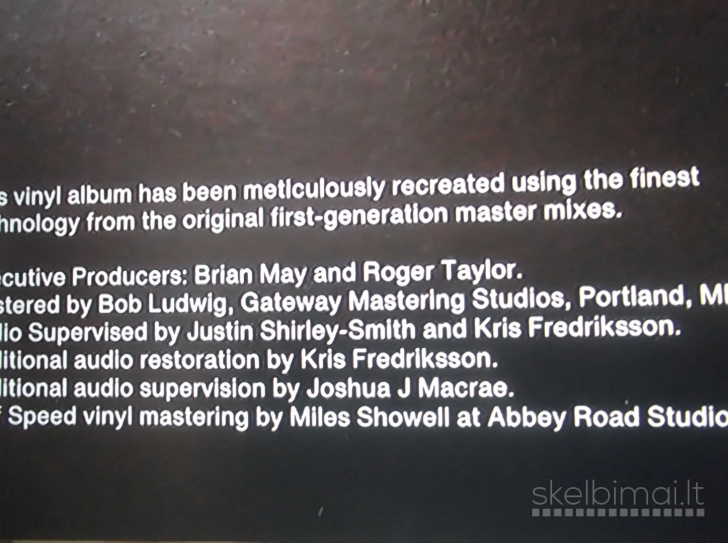 s vinyl album has been meticulously recreated using the finest
hnology from the original first-generation master mixes.
cutive Producers: Brian May and Roger Taylor.
stered by Bob Ludwig, Gateway Mastering Studios, Portland, ME
lio Supervised by Justin Shirley-Smith and Kris Fredriksson.
litional audio restoration by Kris Fredriksson.
litional audio supervision by Joshua J Macrae.
f Speed vinyl mastering by Miles Showell at Abbey Road Studio
skelbimai.lt